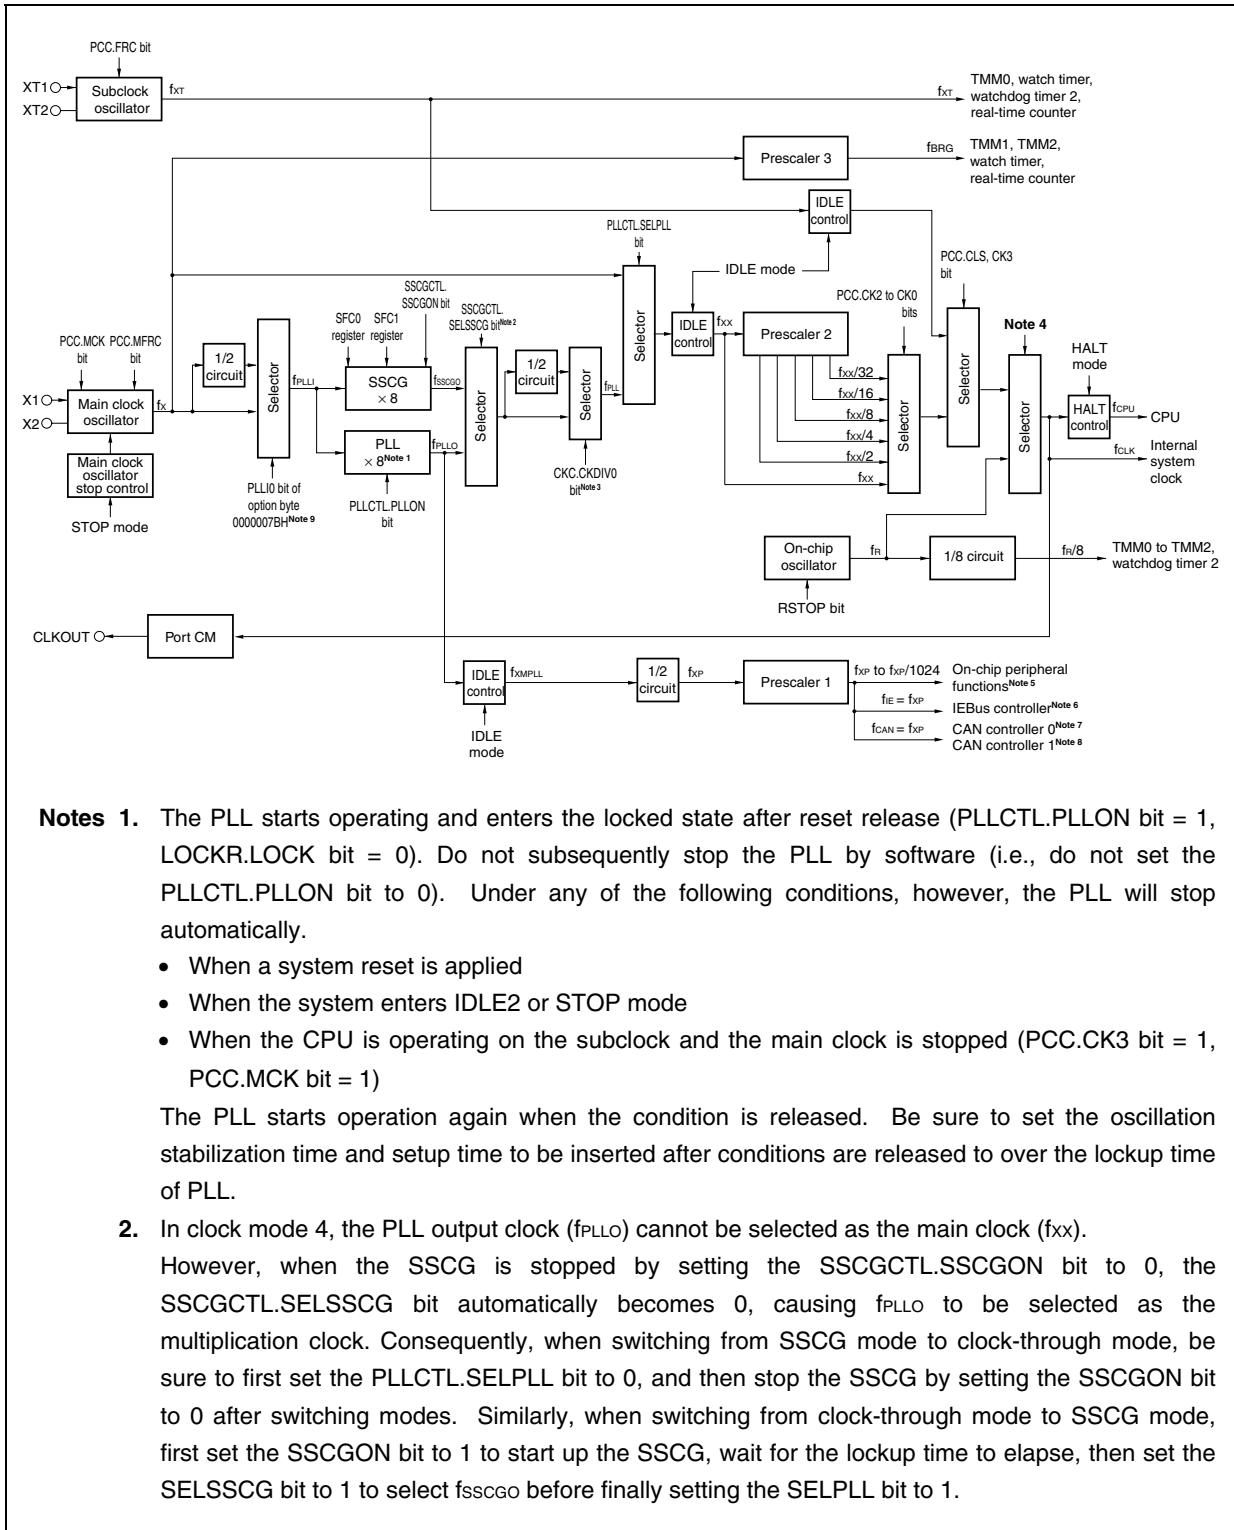 PCC.FRC bit
XT1
XT2
Subclock
oscillator
fXT
fXT
TMM0, watch timer,
watchdog timer 2,
real-time counter
Prescaler 3
fBRG
TMM1, TMM2,
watch timer,
real-time counter
IDLE
control
PLLCTL.SELPLL
bit
IDLE mode
PCC.CLS, CK3
bit
SSCGCTL.
SSCGON bit
SSCGCTL.
SELSSCG bitNote 2
SFC0
register
SFC1
register
PCC.CK2 to CK0
bits
Note 4
PCC.MCK
bit
PCC.MFRC
bit
1/2
circuit
Selector
fPLLI
SSCG
× 8
fSSCGO
Selector
1/2
circuit
Selector
fPLL
Selector
IDLE
control
fXX
Prescaler 2
fXX/32
fXX/16
fXX/8
fXX/4
fXX/2
fXX
Selector
Selector
Selector
HALT
mode
HALT
control
fCPU
CPU
fCLK
Internal
system
clock
X1
X2
Main clock
oscillator
fX
PLL
× 8Note 1
fPLLO
Main clock
oscillator
stop control
STOP mode
PLLI0 bit of
option byte
0000007BHNote 9
PLLCTL.PLLON
bit
CKC.CKDIV0
bitNote 3
On-chip
oscillator
fR
1/8 circuit
fR/8
TMM0 to TMM2,
watchdog timer 2
RSTOP bit
CLKOUT
Port CM
IDLE
control
fXMPLL
1/2
circuit
fXP
Prescaler 1
fXP to fXP/1024
On-chip peripheral
functionsNote 5
fIE = fXP
IEBus controllerNote 6
fCAN = fXP
CAN controller 0Note 7
CAN controller 1Note 8
IDLE
mode
Notes 1. The PLL starts operating and enters the locked state after reset release (PLLCTL.PLLON bit = 1,
LOCKR.LOCK bit = 0). Do not subsequently stop the PLL by software (i.e., do not set the
PLLCTL.PLLON bit to 0). Under any of the following conditions, however, the PLL will stop
automatically.
• When a system reset is applied
• When the system enters IDLE2 or STOP mode
• When the CPU is operating on the subclock and the main clock is stopped (PCC.CK3 bit = 1,
PCC.MCK bit = 1)
The PLL starts operation again when the condition is released. Be sure to set the oscillation
stabilization time and setup time to be inserted after conditions are released to over the lockup time
of PLL.
2. In clock mode 4, the PLL output clock (fPLLO) cannot be selected as the main clock (fXX).
However, when the SSCG is stopped by setting the SSCGCTL.SSCGON bit to 0, the
SSCGCTL.SELSSCG bit automatically becomes 0, causing fPLLO to be selected as the
multiplication clock. Consequently, when switching from SSCG mode to clock-through mode, be
sure to first set the PLLCTL.SELPLL bit to 0, and then stop the SSCG by setting the SSCGON bit
to 0 after switching modes. Similarly, when switching from clock-through mode to SSCG mode,
first set the SSCGON bit to 1 to start up the SSCG, wait for the lockup time to elapse, then set the
SELSSCG bit to 1 to select fSSCGO before finally setting the SELPLL bit to 1.